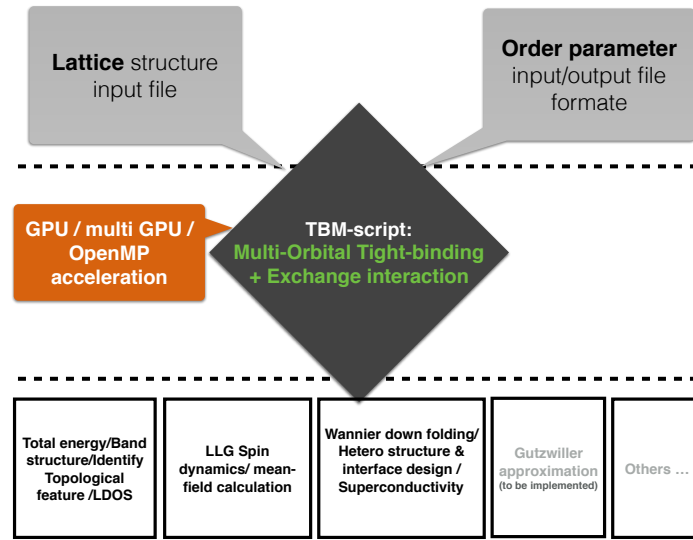 Lattice structure
input file
Order parameter
input/output file
formate
GPU / multi GPU /
OpenMP
acceleration
TBM-script:
Multi-Orbital Tight-binding
+ Exchange interaction
Total energy/Band
structure/Identify
Topological
feature /LDOS
LLG Spin
dynamics/ mean-
field calculation
Wannier down folding/
Hetero structure &
interface design /
Superconductivity
Gutzwiller
approximation
(to be implemented)
Others ...